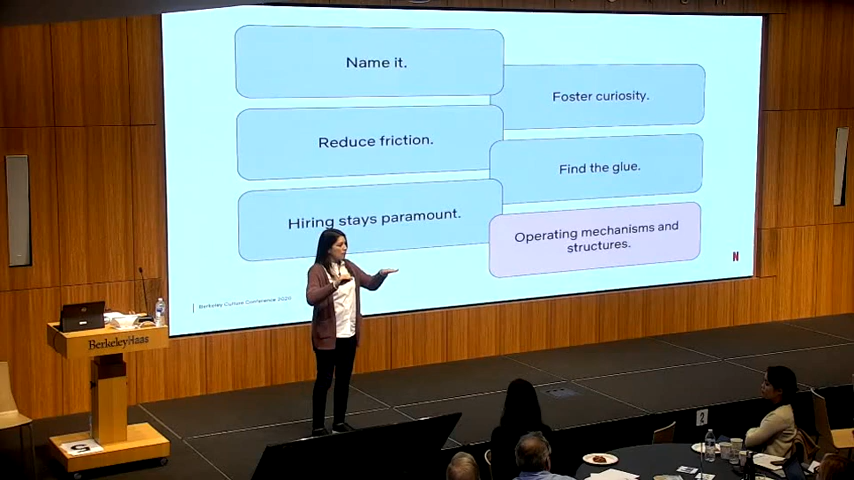 Name it.
Foster curiosity.
Reduce friction.
Find the glue.
Hiring stays paramount.
Operating mechanisms and
structures.
N
Berkeley Culture Conference 2020
BerkeleyHaas
2